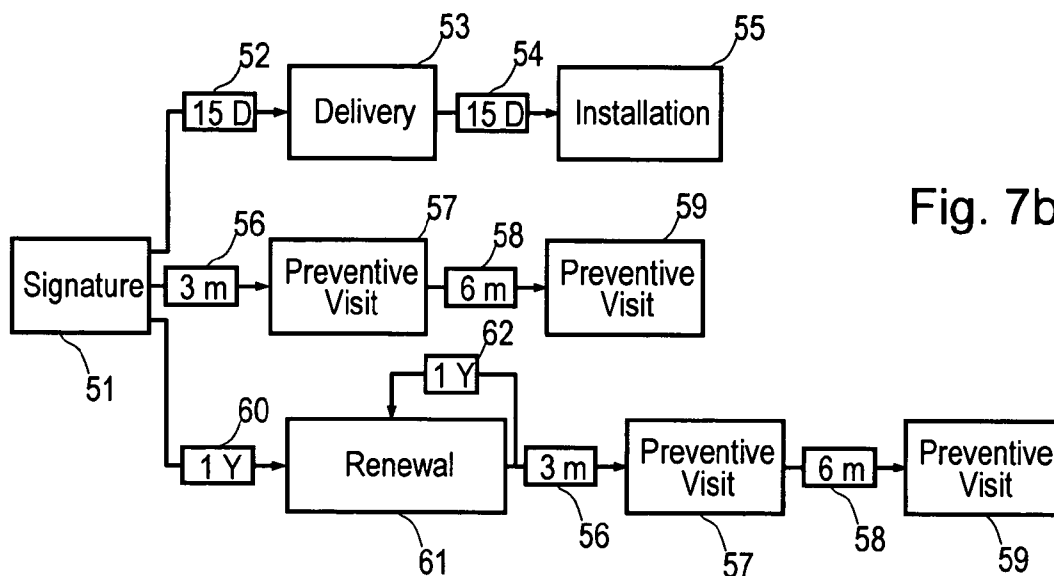 52
53
54
55
15 D
Delivery
15 D
Installation
Fig. 7b
56
57
58
59
Signature
3 m
Preventive
Visit
6 m
Preventive
Visit
51
62
1 Y
60
1 Y
Renewal
3 m
Preventive
Visit
6 m
Preventive
Visit
61
56
57
58
59